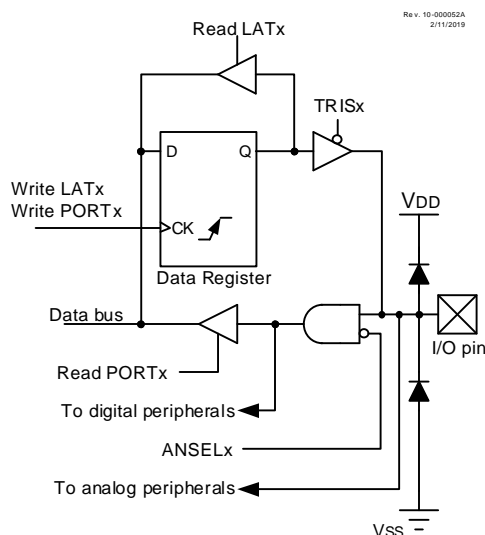 Rev. 10-000052A
2/11/2019
Read LATx
TRISx
D
Q
Write LATx
Write PORTx
CK
VDD
Data Register
Data bus
I/O pin
Read PORTx
To digital peripherals
ANSELx
To analog peripherals
VSS